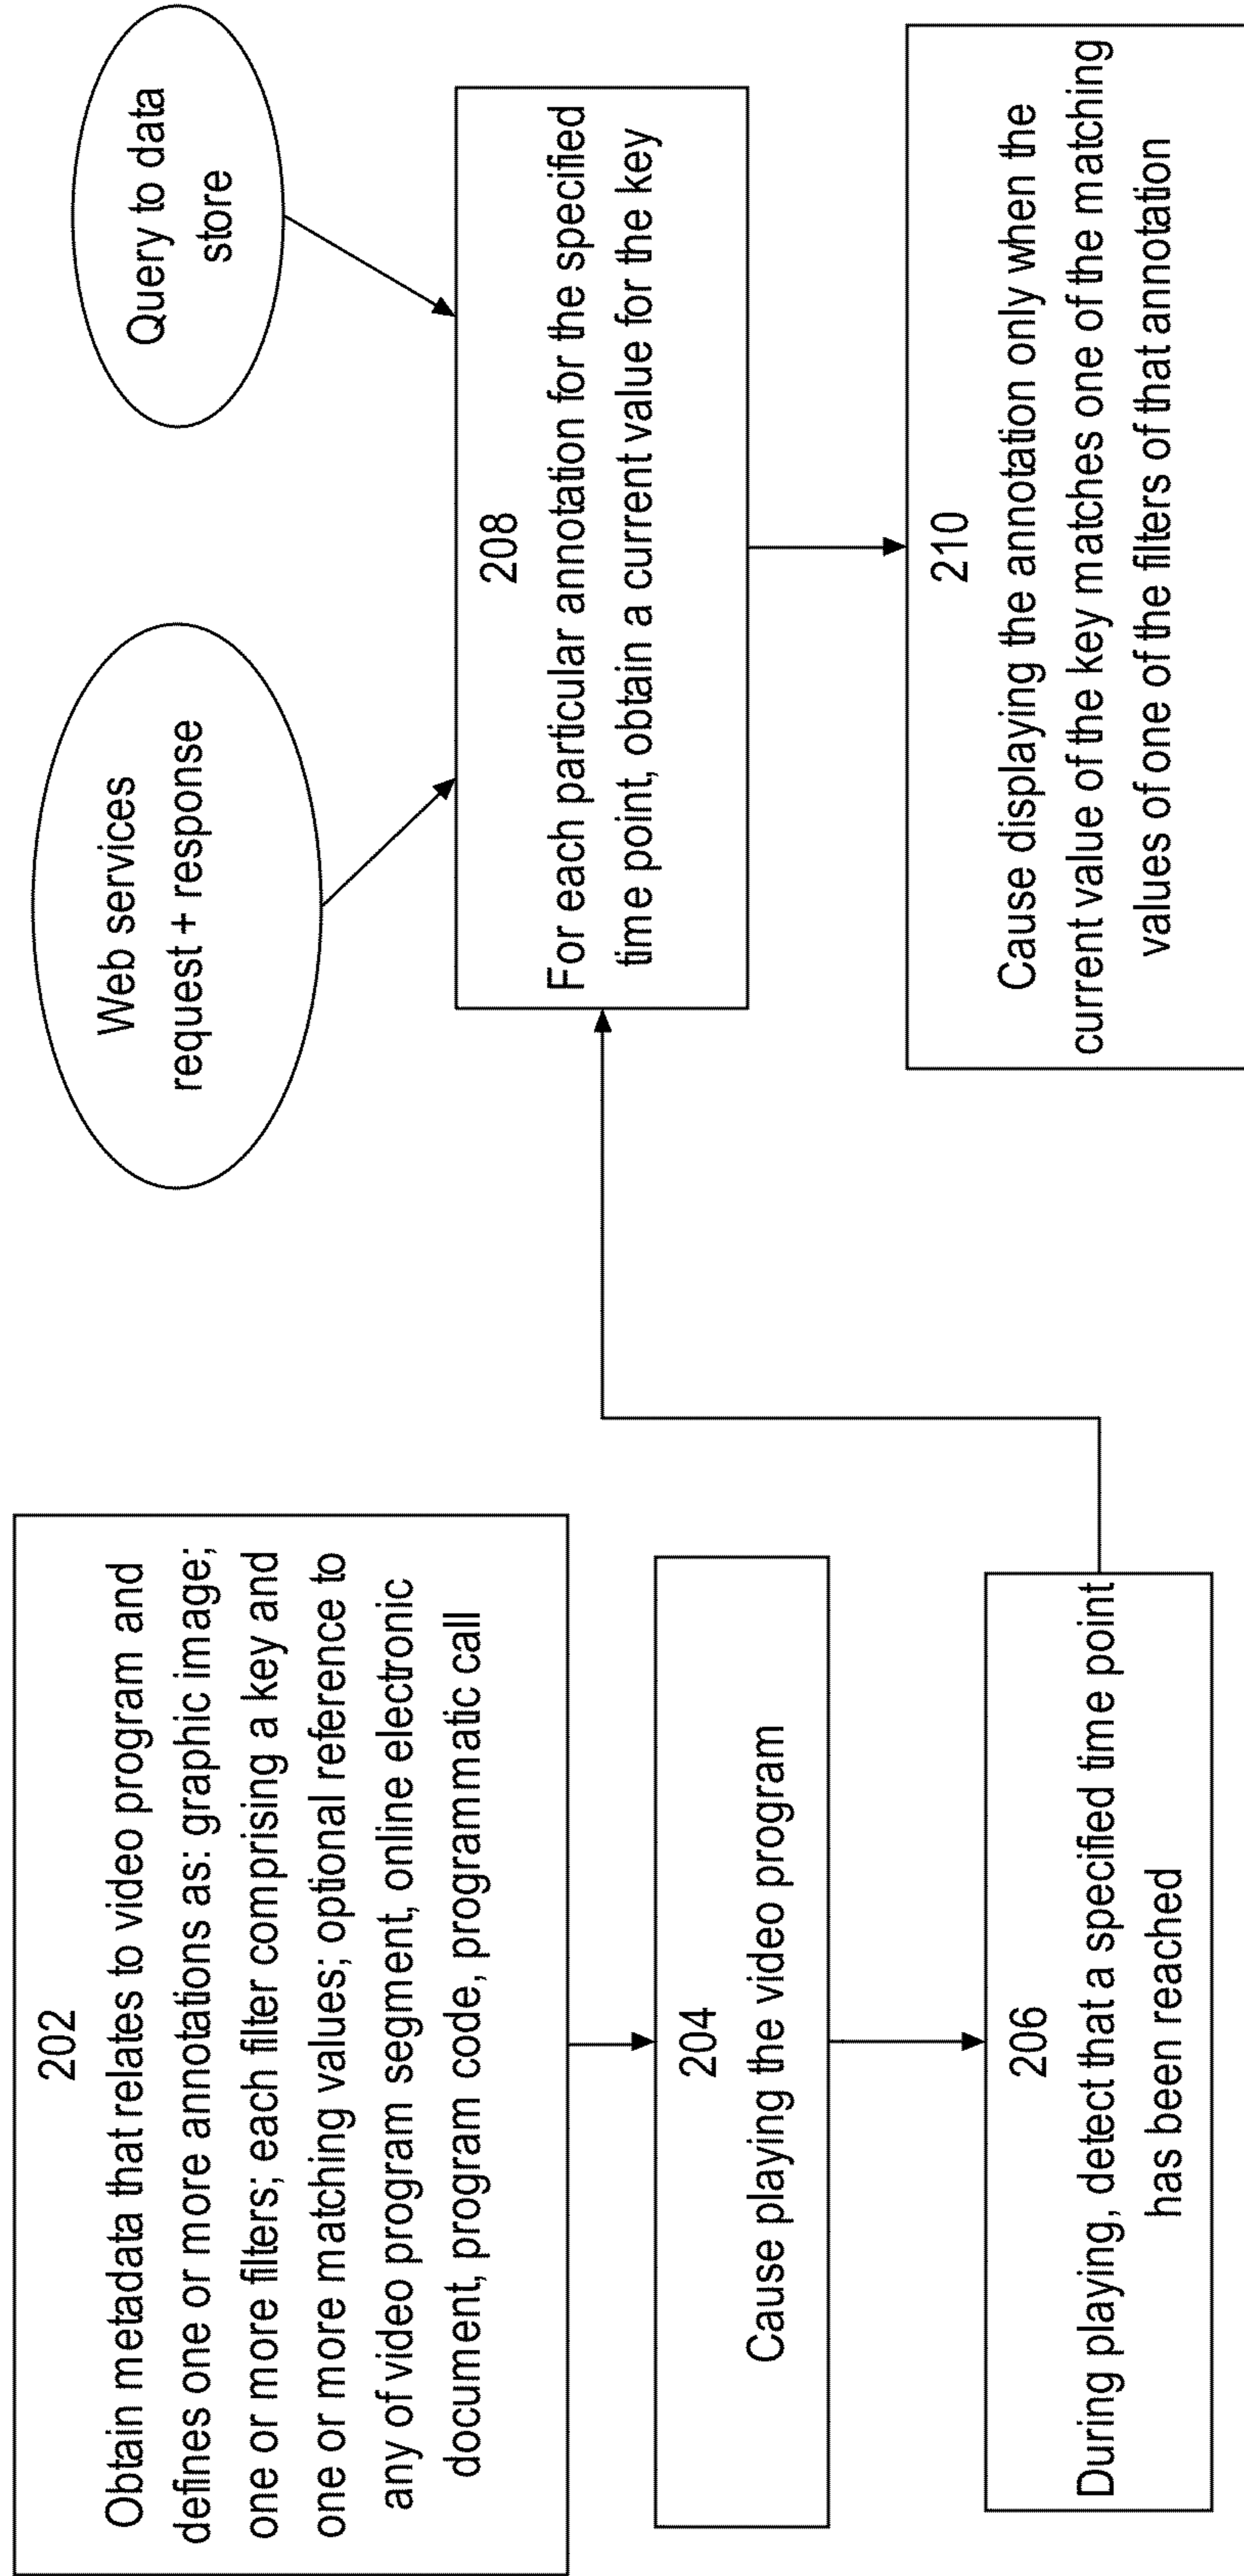 202
Obtain metadata that relates to video program and
defines one or more annotations as: graphic image;
one or more filters; each filter comprising a key and
one or more matching values; optional reference to
any of video program segment, online electronic
document, program code, programmatic call
204
Cause playing the video program
206
During playing, detect that a specified time point
has been reached
Web services
request + response
Query to data
store
208
For each particular annotation for the specified
time point, obtain a current value for the key
210
Cause displaying the annotation only when the
current value of the key matches one of the matching
values of one of the filters of that annotation